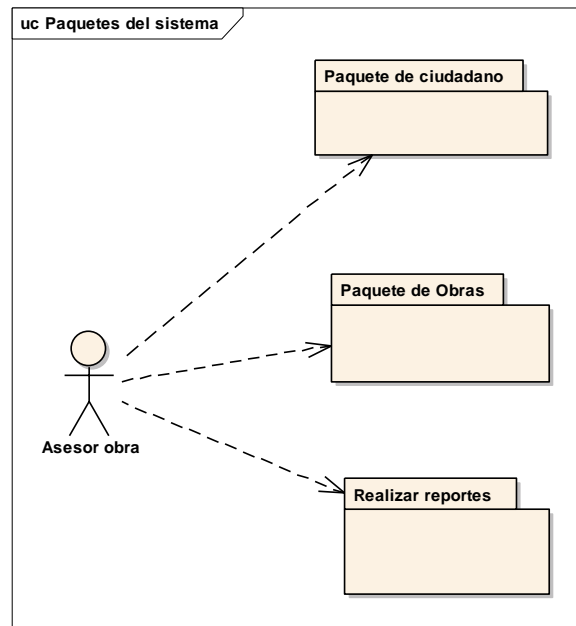 uc Paquetes del sistema
Paquete de ciudadano
Paquete de Obras
Asesor obra
Realizar reportes